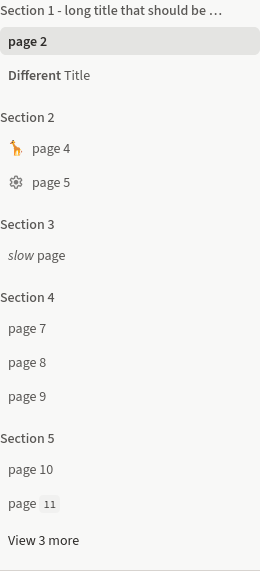 Section 1 - long title that should be …
page 2
Different Title
Section 2
page 4
page 5
Section 3
slow page
Section 4
page 7
page 8
page 9
Section 5
page 10
page 11
View 3 more